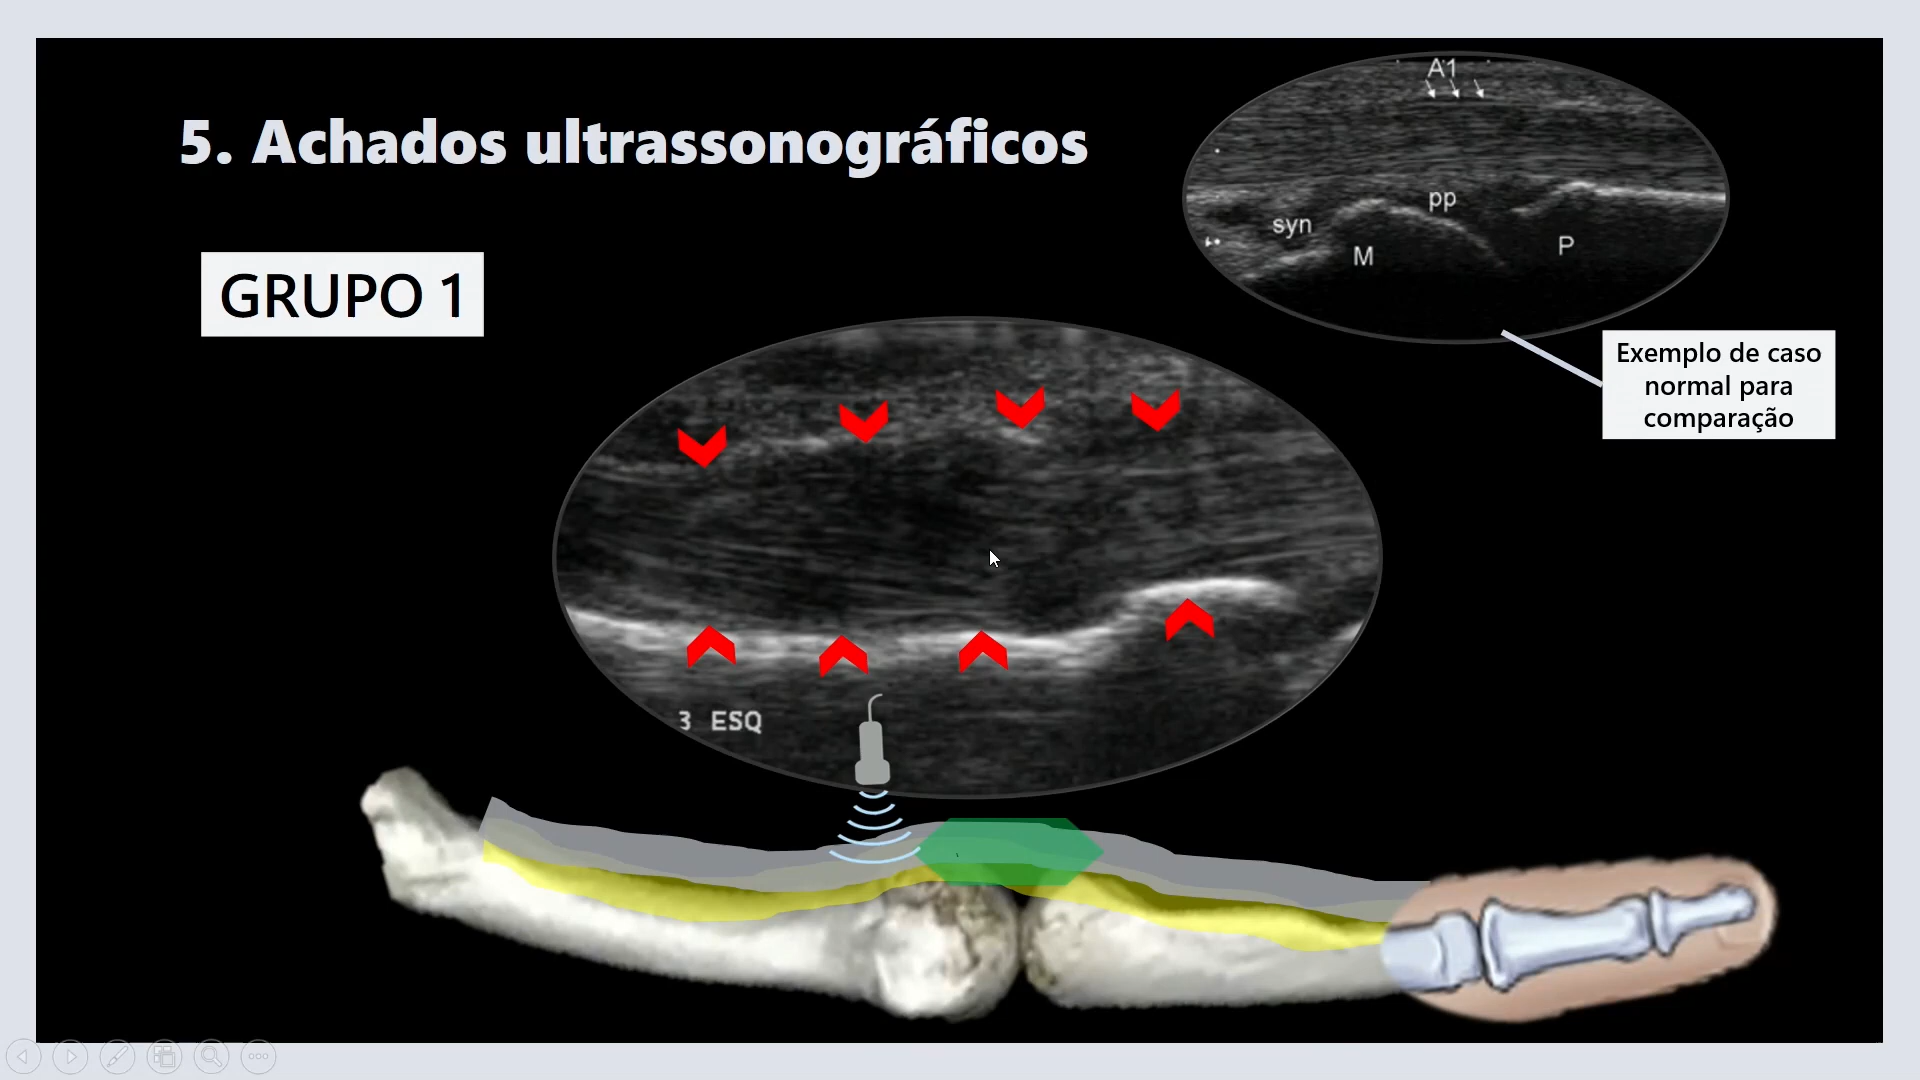 5. Achados ultrassonográficos
GRUPO 1
A1
pp
syn
M
P
Exemplo de caso
normal para
comparação
3 ESQ